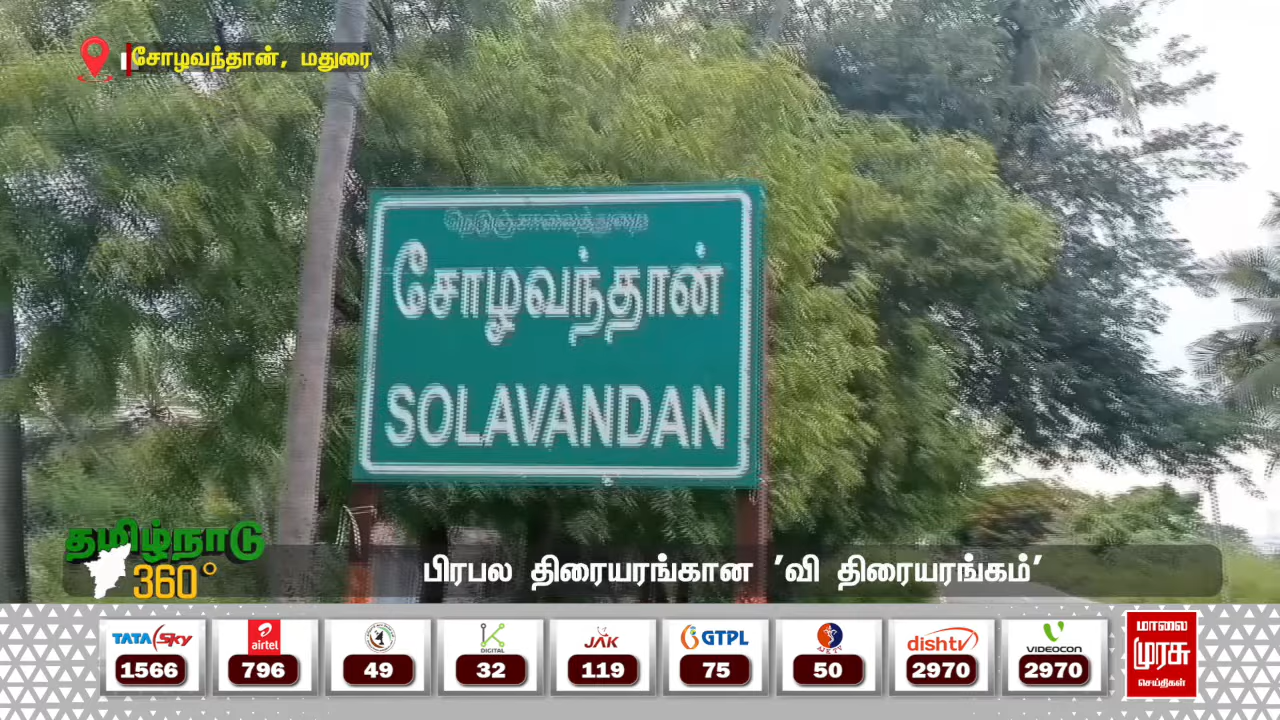 சோழவந்தான், மதுரை
நெடுஞ்சாலைத்துறை
சோழவந்தான்
SOLAVANDAN
தமிழ்நாடு
360°
பிரபல திரையரங்கான 'வி திரையரங்கம்'
TATA Sky
1566
airtel
796
49
K DIGITAL
32
JAK
119
GTPL
75
50
dishtv
2970
VIDEOCON
2970
மாலை
முரசு
செய்திகள்